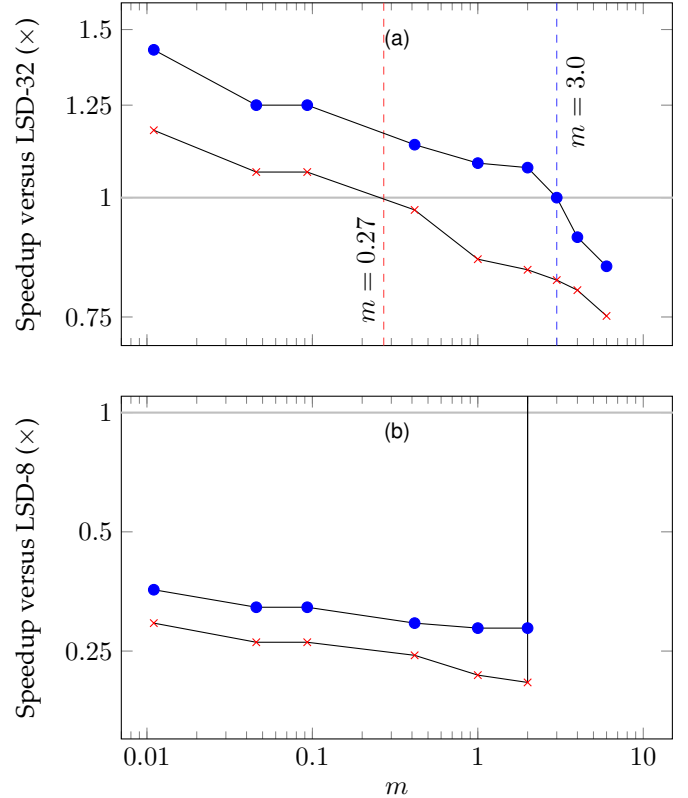 Speedup versus LSD-32 (×)
1.5
1.25
1
0.75
(a)
m = 0.27
m = 3.0
Speedup versus LSD-8 (×)
1
0.5
0.25
(b)
0.01
0.1
1
10
m